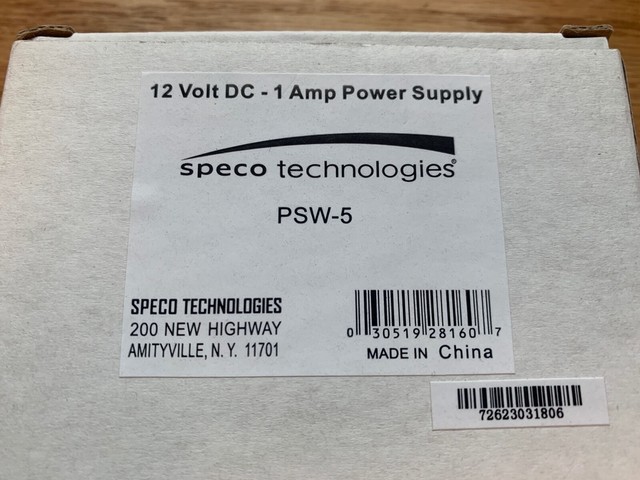 12 Volt DC - 1 Amp Power Supply
speco technologies®
PSW-5
SPECO TECHNOLOGIES
200 NEW HIGHWAY
AMITYVILLE, N. Y. 11701
0 30519 28160 7
MADE IN China
72623031806